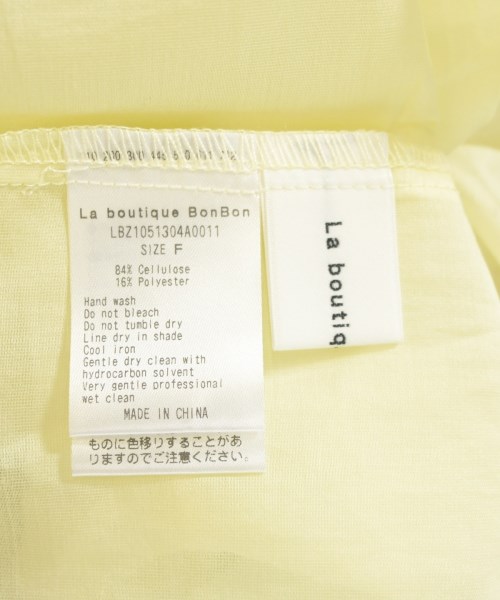 La boutique BonBon
LBZ1051304A0011
SIZE F
84% Cellulose
16% Polyester
Hand wash
Do not bleach
Do not tumble dry
Line dry in shade
Cool iron
Gentle dry clean with
hydrocarbon solvent
Very gentle professional
wet clean
MADE IN CHINA
ものに色移りすることがあ
りますのでご注意ください。
La boutiq